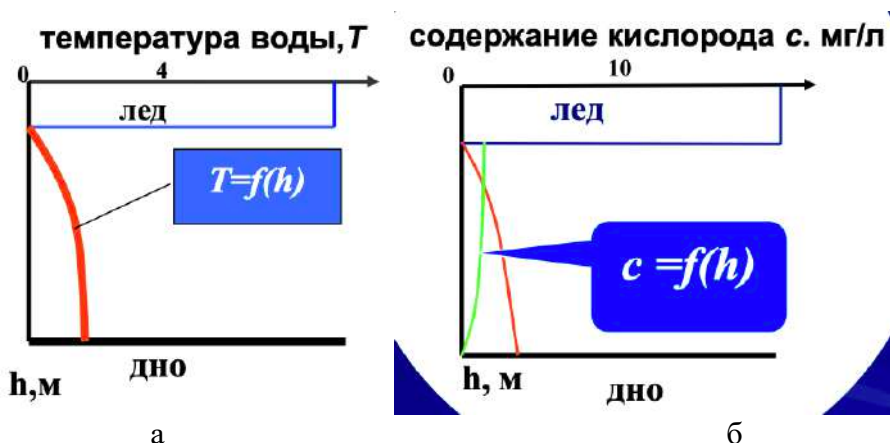 температура воды,T
0 4
лед
T=f(h)
дно
h,м
а
содержание кислорода c. мг/л
0 10
лед
c =f(h)
h, м
дно
б